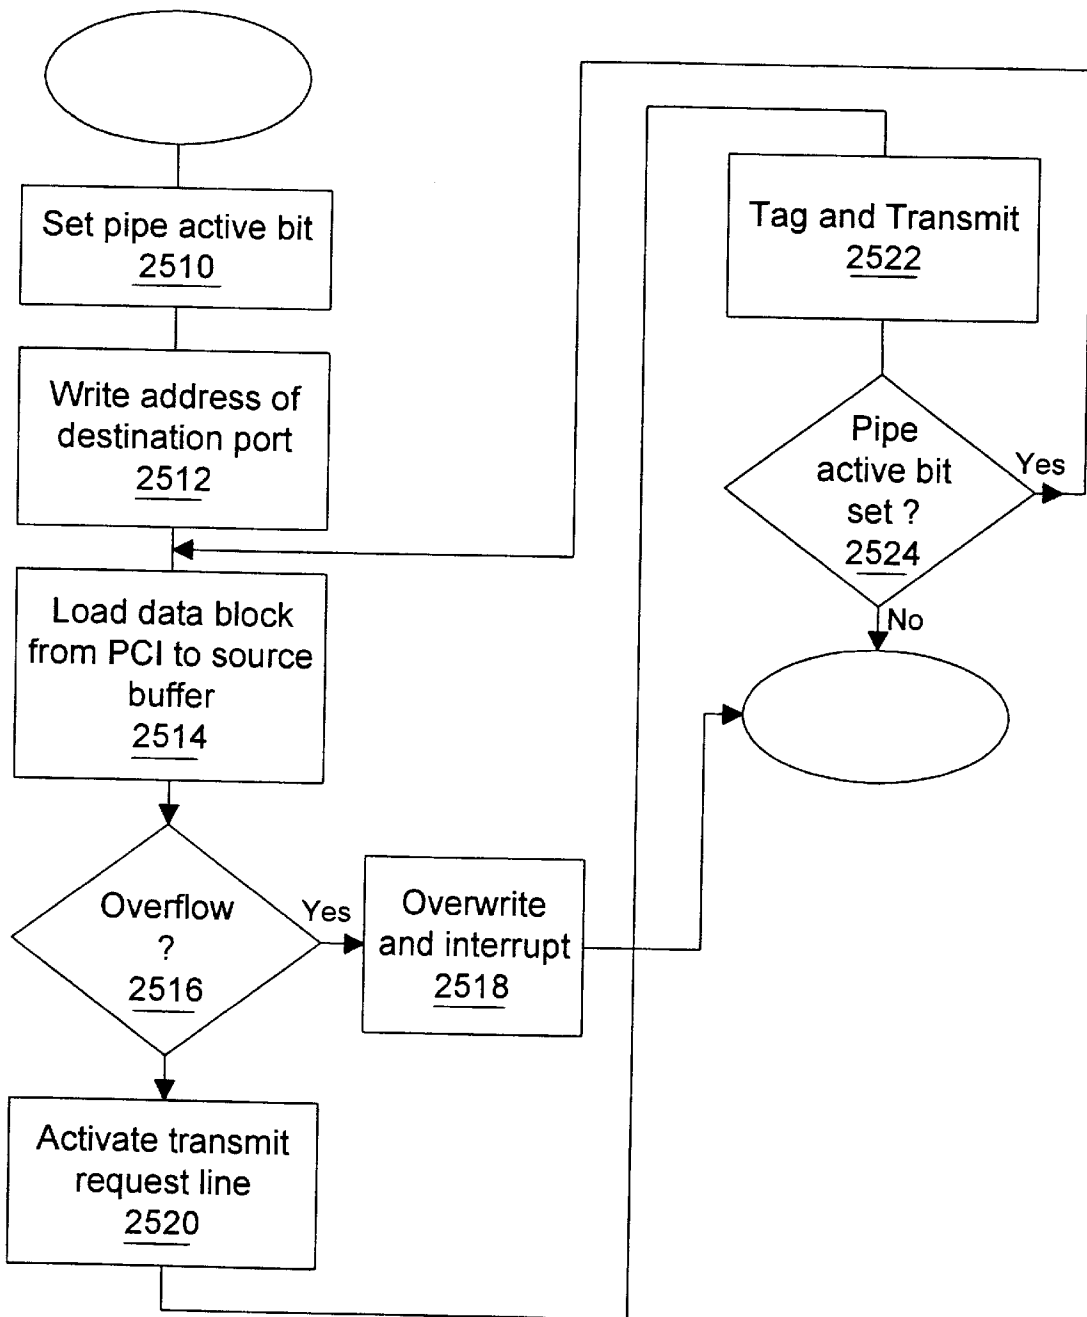 Set pipe active bit
2510
Write address of
destination port
2512
Load data block
from PCI to source
buffer
2514
Overflow
?
2516
Yes
Overwrite
and interrupt
2518
Activate transmit
request line
2520
Tag and Transmit
2522
Pipe
active bit
set ?
2524
Yes
No